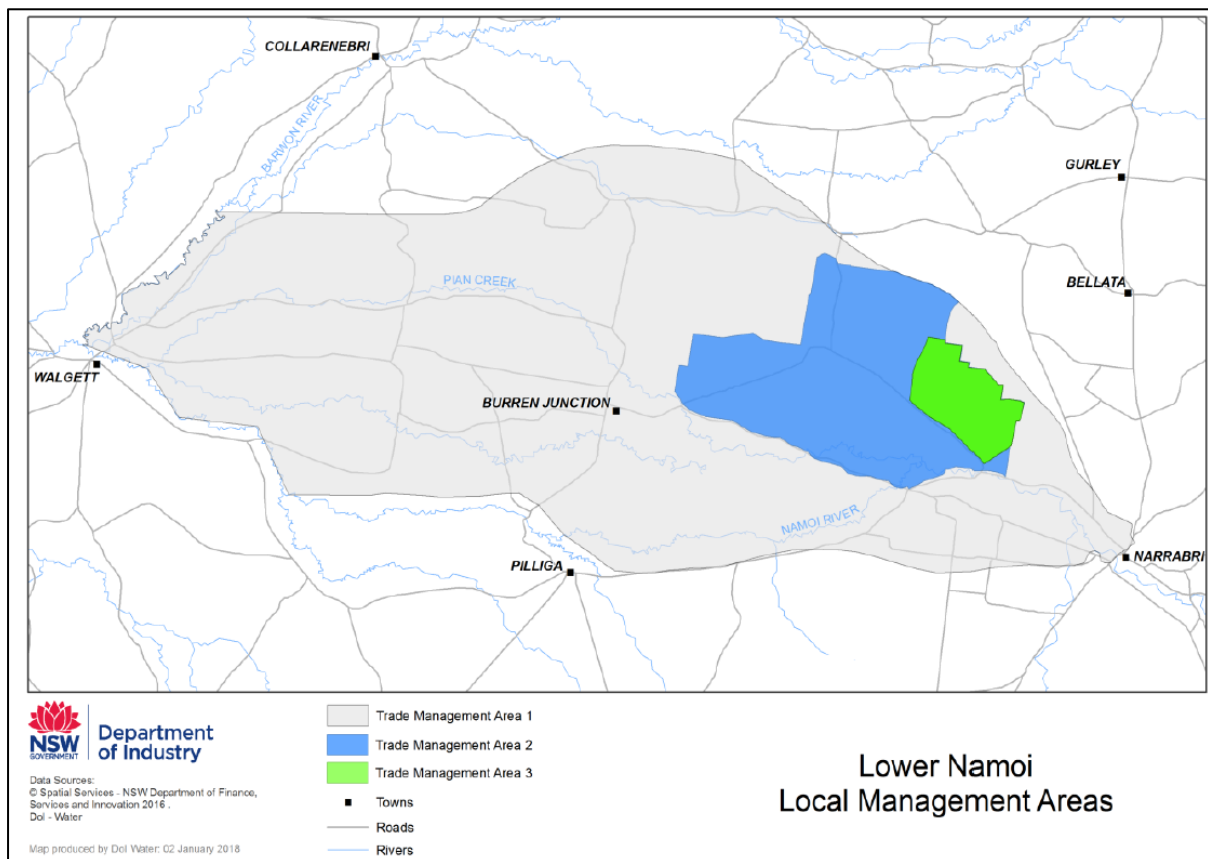 COLLARENEBRI
BARWON RIVER
GURLEY
BELLATA
PIAN CREEK
WALGETT
BURREN JUNCTION
NAMOI RIVER
PILLIGA
NARRABRI
NSW
GOVERNMENT
Department
of Industry
Data Sources:
© Spatial Services - NSW Department of Finance,
Services and Innovation 2016 .
DoI - Water
Map produced by DoI Water: 02 January 2018
Trade Management Area 1
Trade Management Area 2
Trade Management Area 3
Towns
Roads
Rivers
Lower Namoi
Local Management Areas